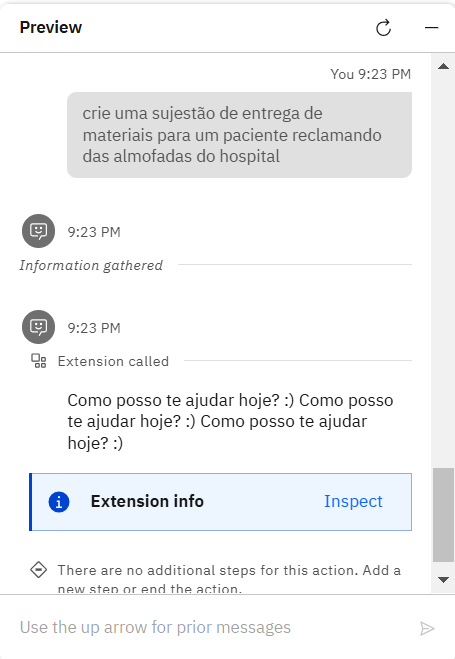 Preview
You 9:23 PM
crie uma sujestão de entrega de
materiais para um paciente reclamando
das almofadas do hospital
9:23 PM
Information gathered
9:23 PM
Extension called
Como posso te ajudar hoje? :) Como posso
te ajudar hoje? :) Como posso te ajudar
hoje? :)
Extension info Inspect
There are no additional steps for this action. Add a
new step or end the action.
Use the up arrow for prior messages